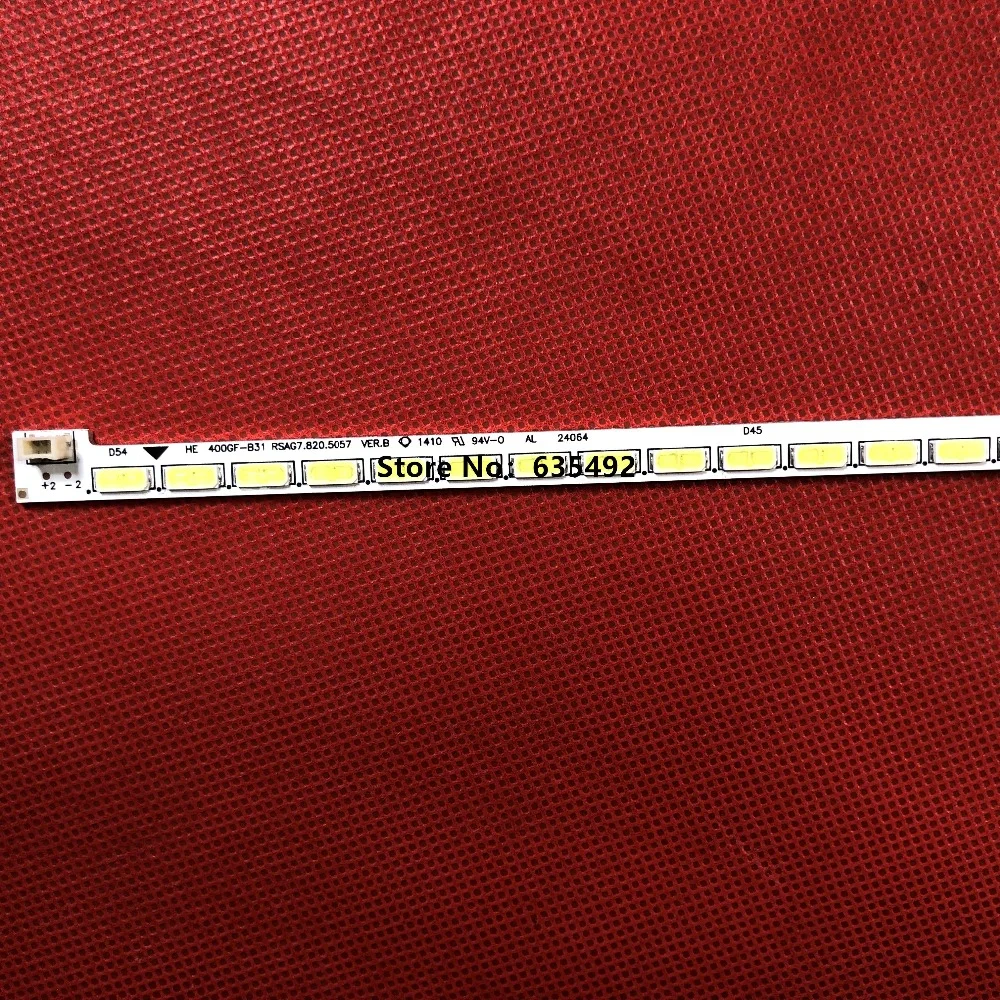 D54 HE 400GF-B31 RSAG7.820.5057 VER.B 1410 94V-0 AL 24064 D45
Store No: 635492
+2 -2